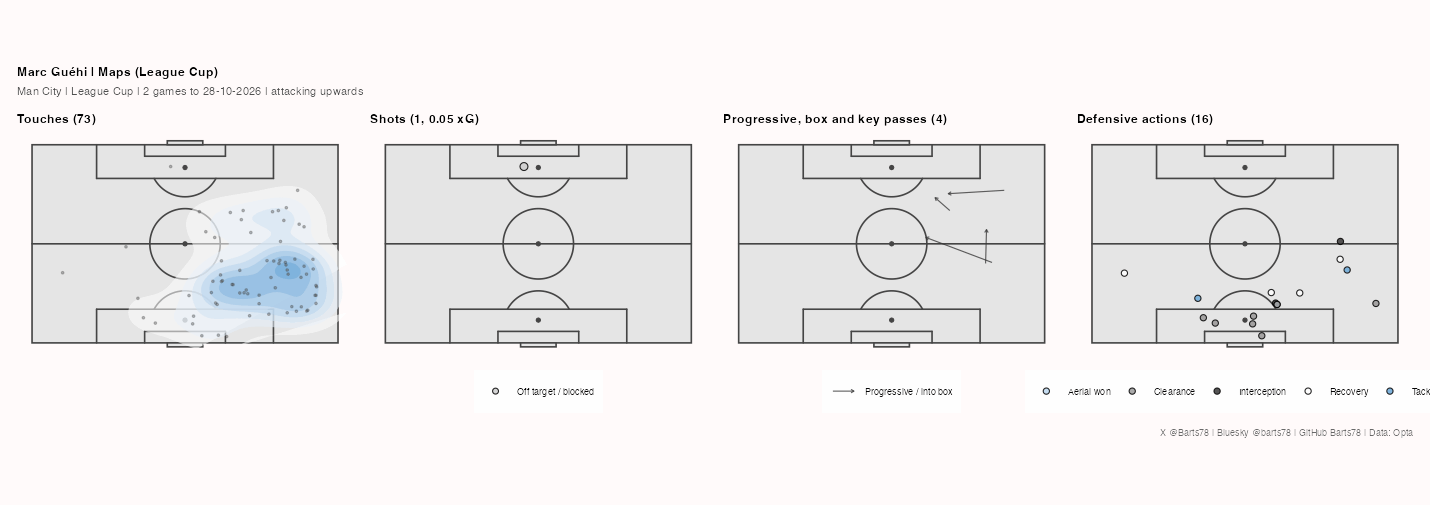 Marc Guéhi | Maps (League Cup)
Man City | League Cup | 2 games to 28-10-2026 | attacking upwards
Touches (73)
Shots (1, 0.05 xG)
Progressive, box and key passes (4)
Defensive actions (16)
Off target / blocked
Progressive / into box
Aerial won
Clearance
Interception
Recovery
Tack
X @Barts78 | Bluesky @barts78 | GitHub Barts78 | Data: Opta